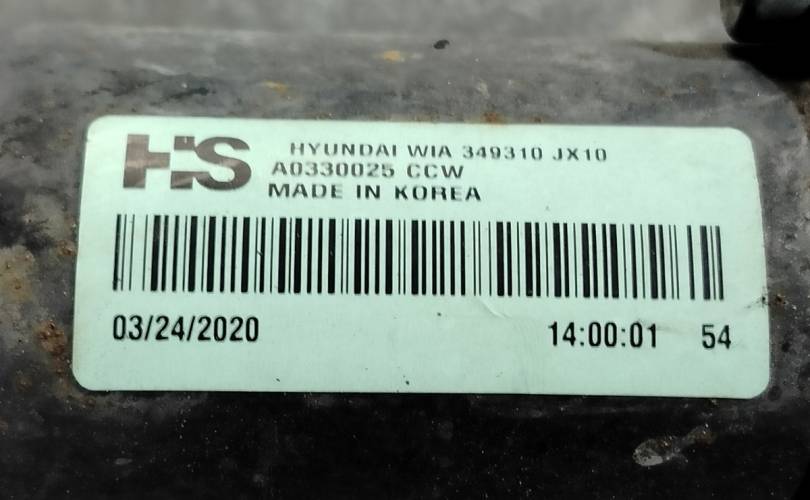 HS
HYUNDAI WIA 349310 JX10
A0330025 CCW
MADE IN KOREA
03/24/2020 14:00:01 54